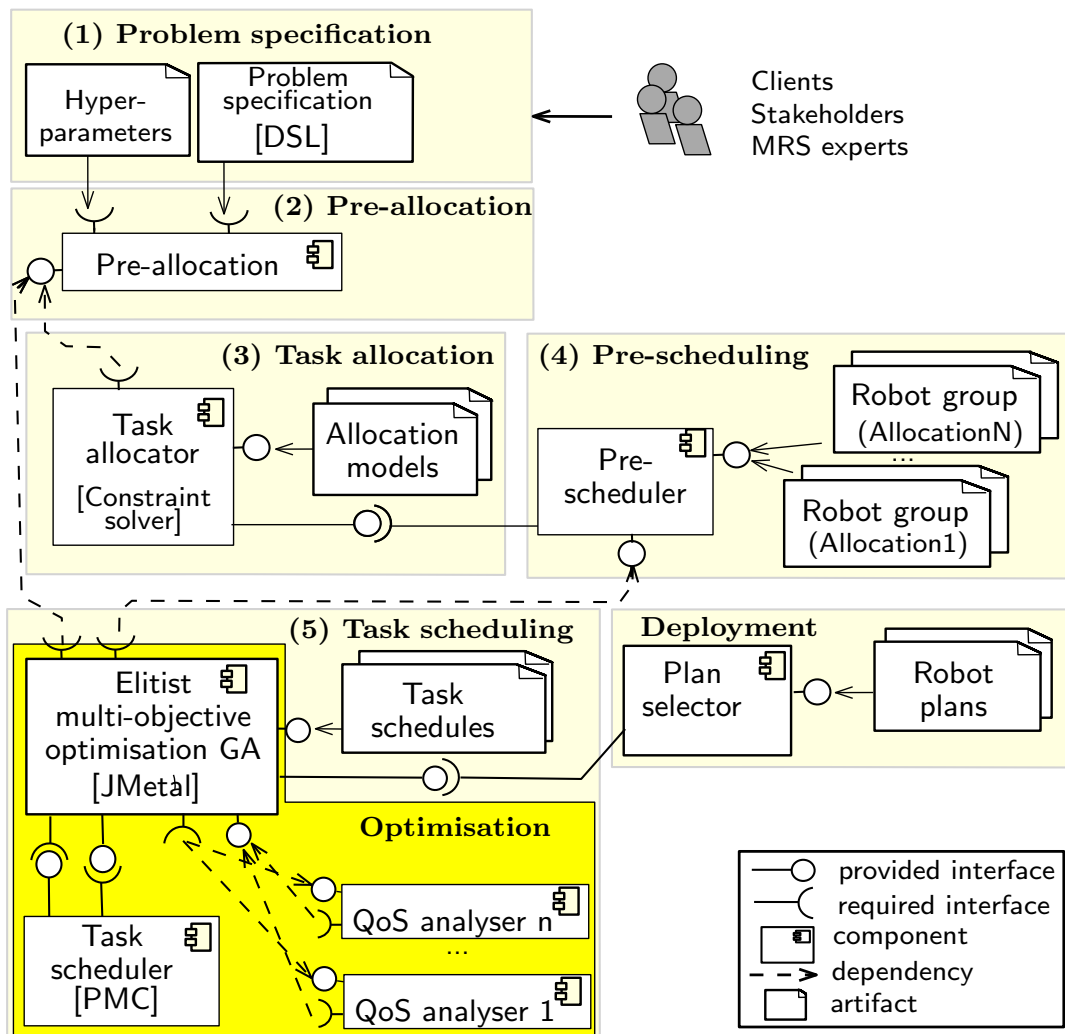 (1) Problem specification
Hyper-
parameters
Problem
specification
[DSL]
Clients
Stakeholders
MRS experts
(2) Pre-allocation
Pre-allocation
(3) Task allocation
Task
allocator
[Constraint
solver]
Allocation
models
(4) Pre-scheduling
Pre-
scheduler
Robot group
(AllocationN)
...
Robot group
(Allocation1)
(5) Task scheduling
Elitist
multi-objective
optimisation GA
[JMetal]
Task
schedules
Deployment
Plan
selector
Robot
plans
Optimisation
Task
scheduler
[PMC]
QoS analyser n
...
QoS analyser 1
provided interface
required interface
component
dependency
artifact